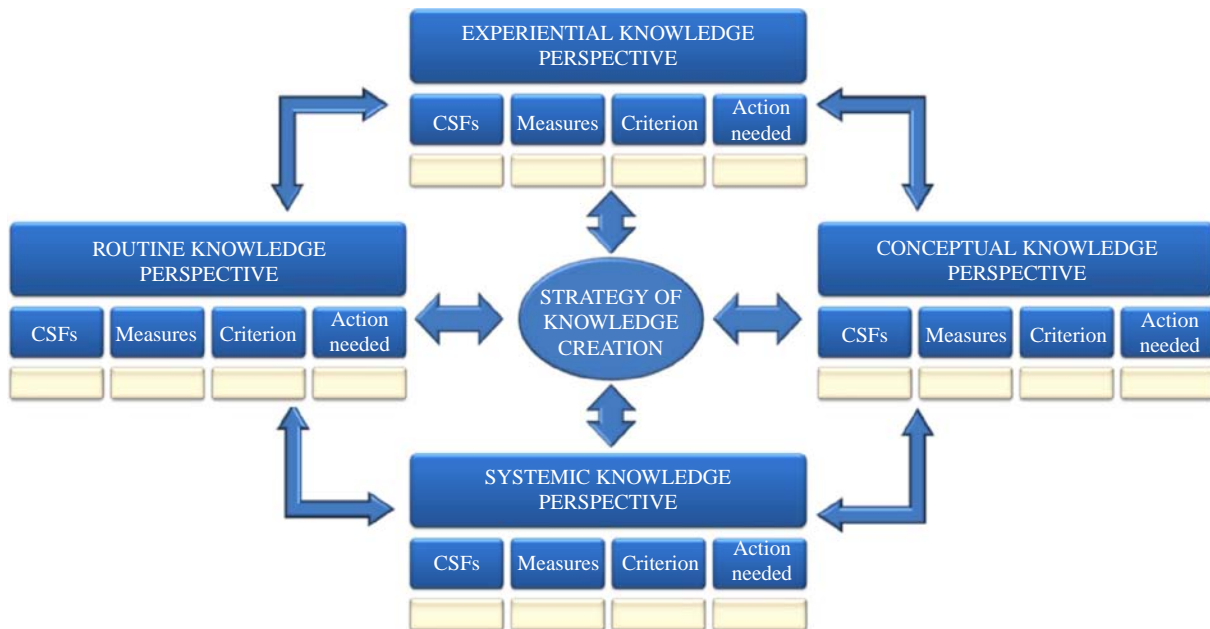 EXPERIENTIAL KNOWLEDGE
PERSPECTIVE
CSFs
Measures
Criterion
Action
needed
ROUTINE KNOWLEDGE
PERSPECTIVE
CSFs
Measures
Criterion
Action
needed
STRATEGY OF
KNOWLEDGE
CREATION
CONCEPTUAL KNOWLEDGE
PERSPECTIVE
CSFs
Measures
Criterion
Action
needed
SYSTEMIC KNOWLEDGE
PERSPECTIVE
CSFs
Measures
Criterion
Action
needed